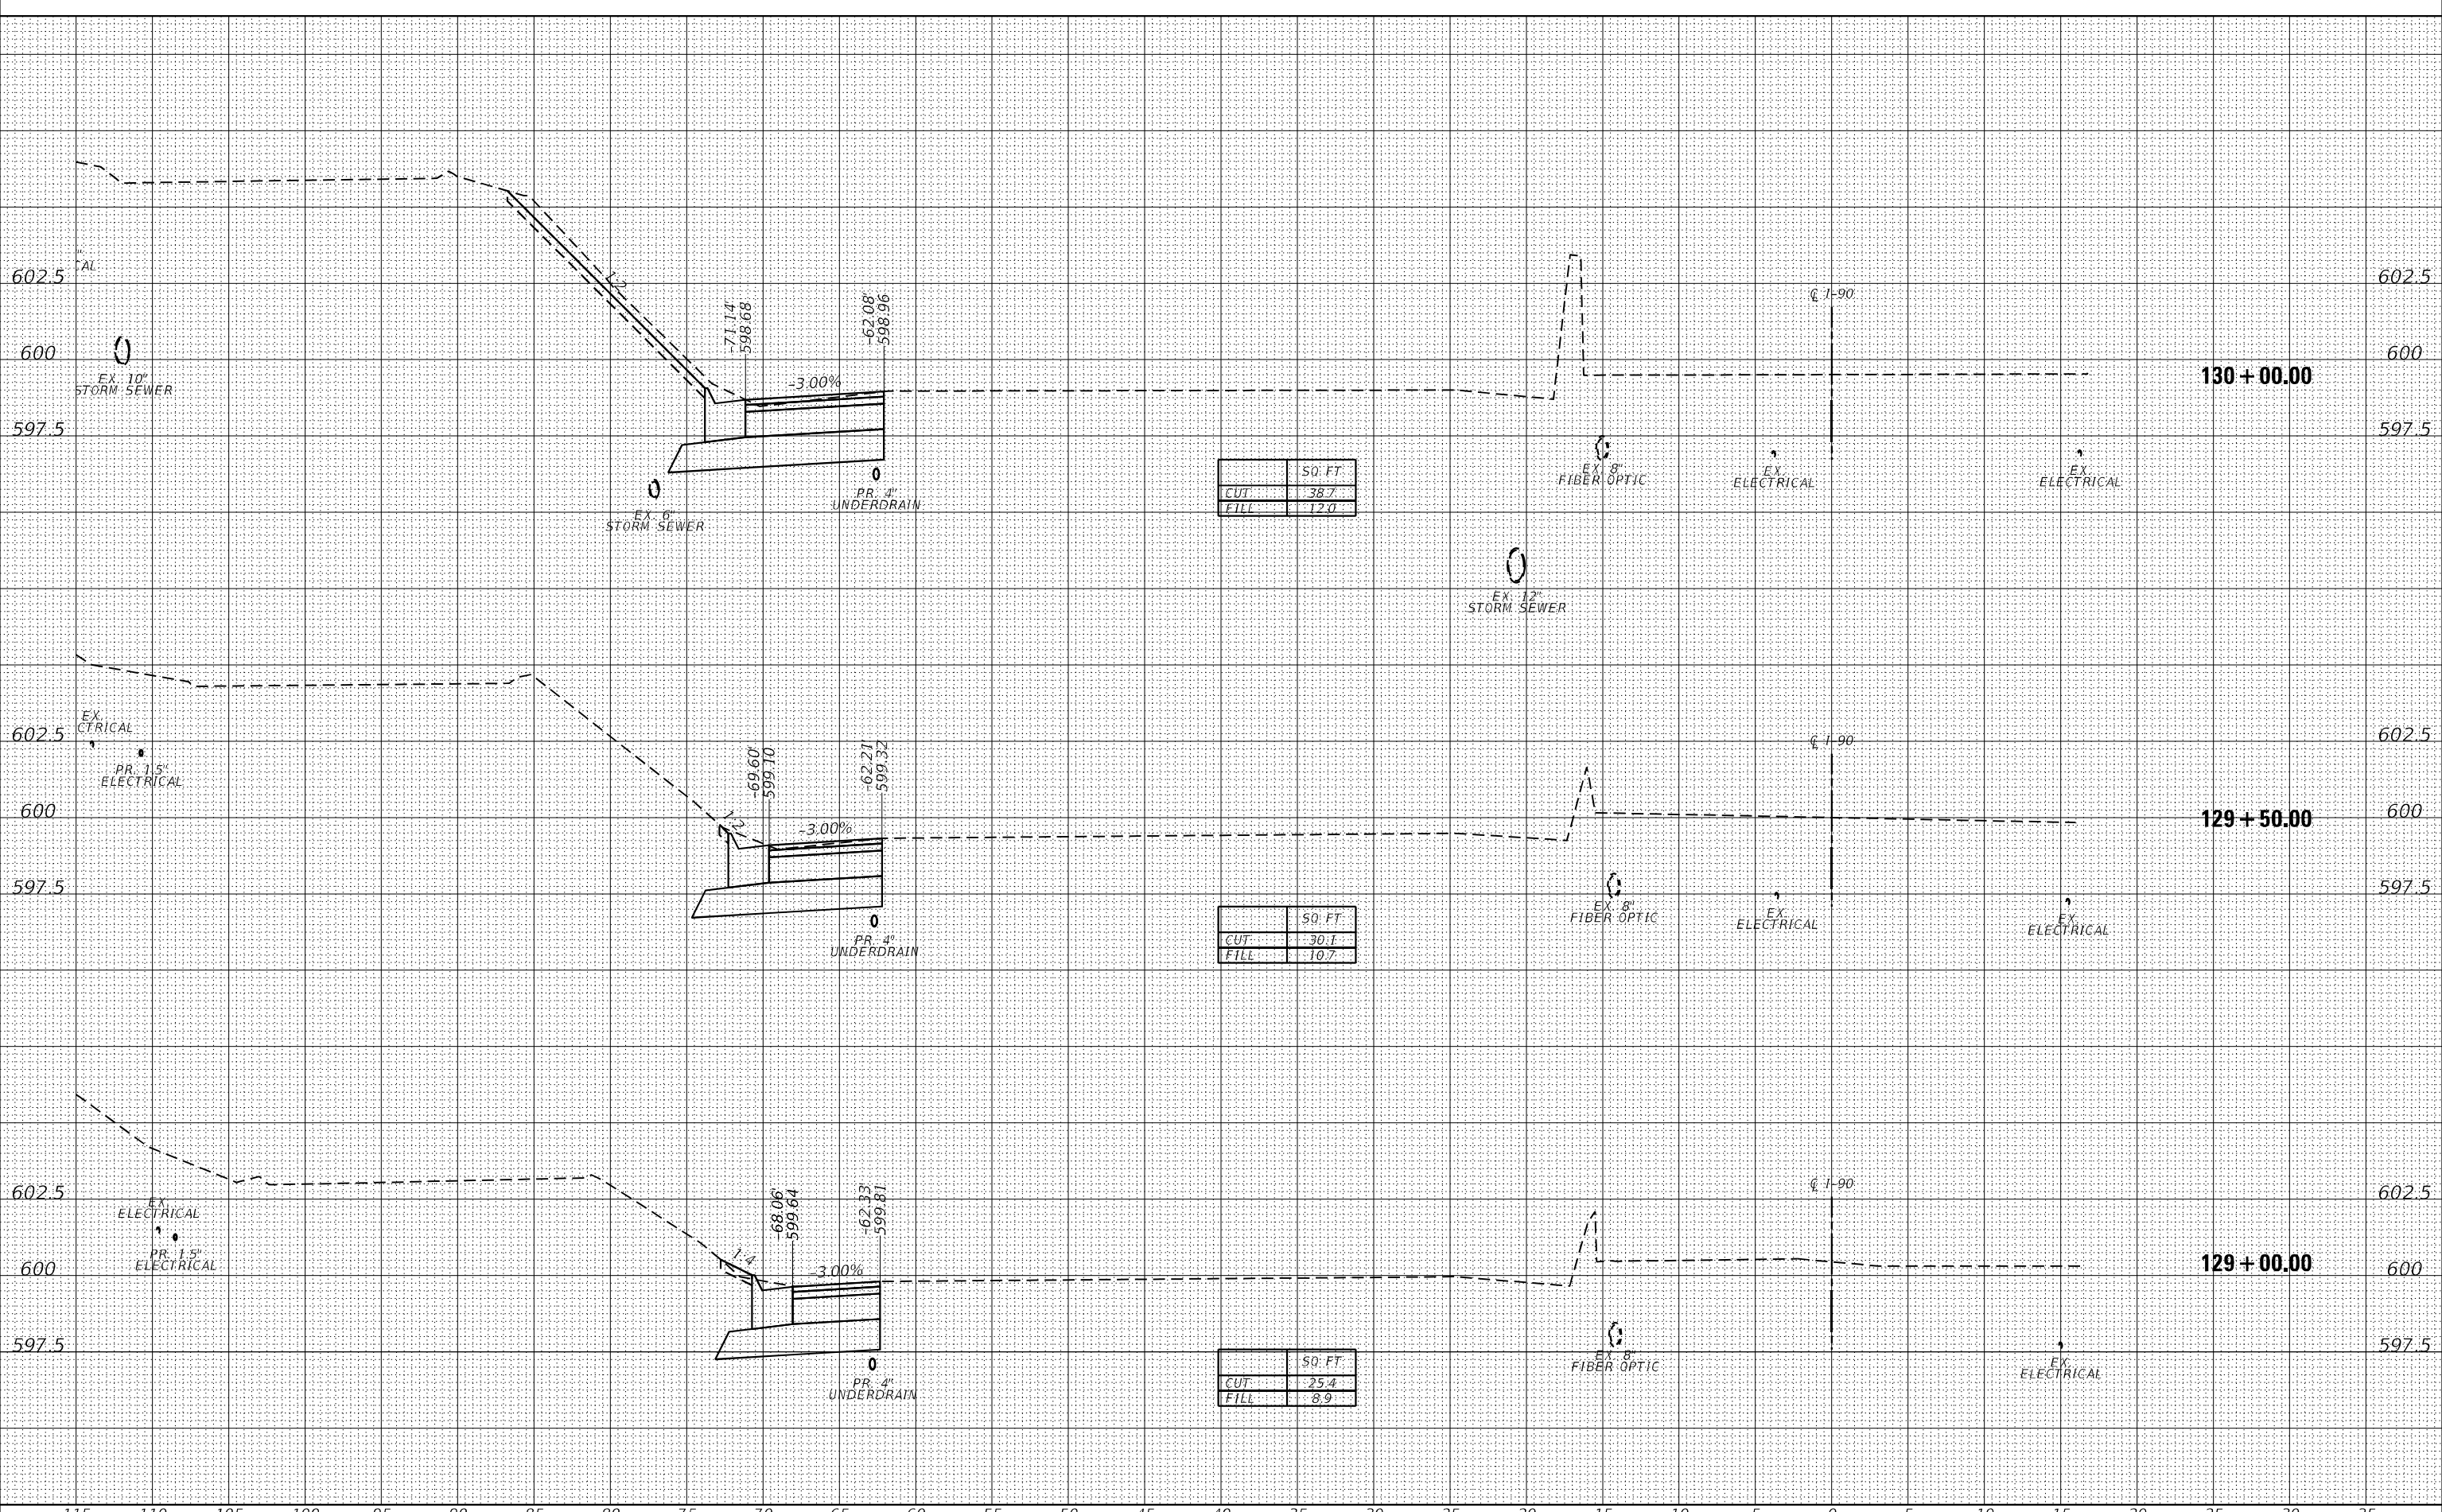 "
CAL
602.5
1:2
-71.14'
598.68
-62.08'
598.96
℄ I-90
602.5
600
EX. 10"
STORM SEWER
-3.00%
600
130+00.00
597.5
EX. 6"
STORM SEWER
PR. 4"
UNDERDRAIN
SQ FT
CUT 38.7
FILL 12.0
EX. 8"
FIBER OPTIC
EX.
ELECTRICAL
EX.
ELECTRICAL
597.5
EX. 12"
STORM SEWER
EX.
CTRICAL
602.5
PR. 1.5"
ELECTRICAL
1:2
-69.60'
599.10
-62.21'
599.32
℄ I-90
602.5
600
-3.00%
600
129+50.00
597.5
PR. 4"
UNDERDRAIN
SQ FT
CUT 30.1
FILL 10.7
EX. 8"
FIBER OPTIC
EX.
ELECTRICAL
EX.
ELECTRICAL
597.5
602.5
EX.
ELECTRICAL
PR. 1.5"
ELECTRICAL
1:4
-68.06'
599.64
-62.33'
599.81
℄ I-90
602.5
600
-3.00%
600
129+00.00
597.5
PR. 4"
UNDERDRAIN
SQ FT
CUT 25.4
FILL 8.9
EX. 8"
FIBER OPTIC
EX.
ELECTRICAL
597.5